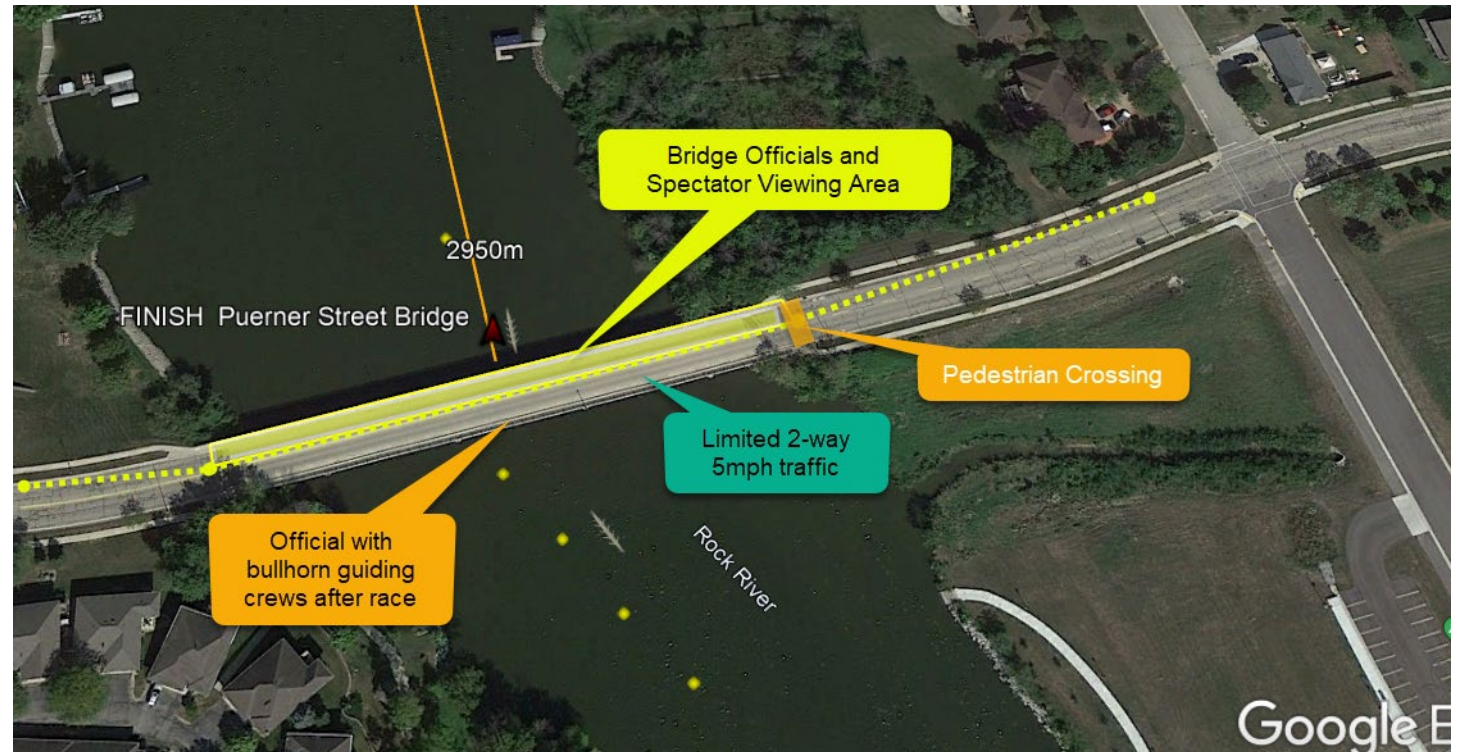 Bridge Officials and
Spectator Viewing Area
2950m
FINISH Puerner Street Bridge
Pedestrian Crossing
Limited 2-way
5mph traffic
Official with
bullhorn guiding
crews after race
Rock River
Google E